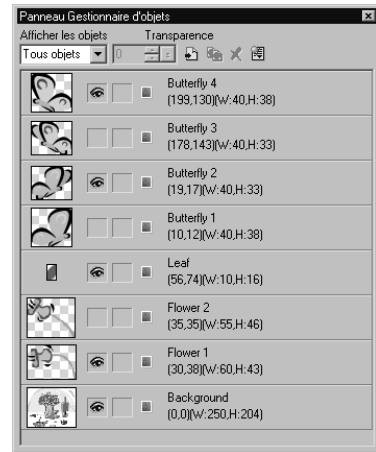 Panneau Gestionnaire d'objets
Afficher les objets Transparence
Tous objets 0
Butterfly 4
(199,130)(W:40,H:38)
Butterfly 3
(178,143)(W:40,H:33)
Butterfly 2
(19,17)(W:40,H:33)
Butterfly 1
(10,12)(W:40,H:38)
Leaf
(56,74)(W:10,H:16)
Flower 2
(35,35)(W:55,H:46)
Flower 1
(30,38)(W:60,H:43)
Background
(0,0)(W:250,H:204)